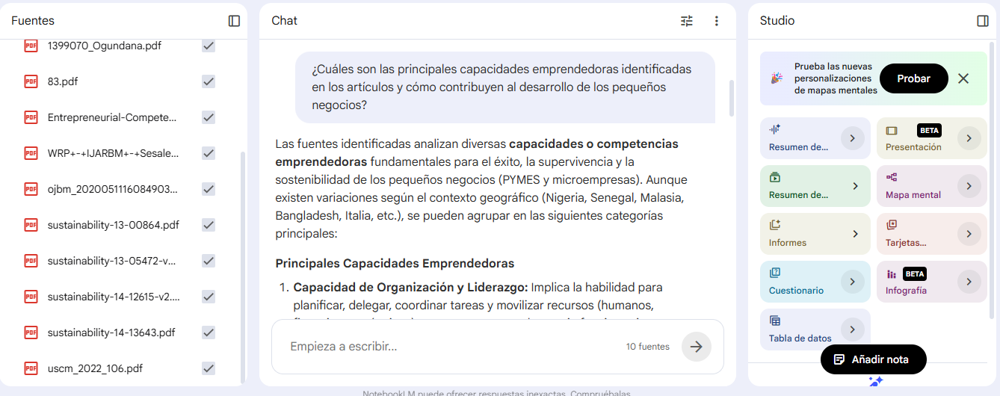 Fuentes
PDF 1399070_Ogundana.pdf
PDF 83.pdf
PDF Entrepreneurial-Compete...
PDF WRP+-+IJARBM+-+Sesale...
PDF ojbm_2020051116084903...
PDF sustainability-13-00864.pdf
PDF sustainability-13-05472-v...
PDF sustainability-14-12615-v2....
PDF sustainability-14-13643.pdf
PDF uscm_2022_106.pdf
Chat
¿Cuáles son las principales capacidades emprendedoras identificadas
en los artículos y cómo contribuyen al desarrollo de los pequeños
negocios?
Las fuentes identificadas analizan diversas capacidades o competencias
emprendedoras fundamentales para el éxito, la supervivencia y la
sostenibilidad de los pequeños negocios (PYMES y microempresas). Aunque
existen variaciones según el contexto geográfico (Nigeria, Senegal, Malasia,
Bangladesh, Italia, etc.), se pueden agrupar en las siguientes categorías
principales:
Principales Capacidades Emprendedoras
1. Capacidad de Organización y Liderazgo: Implica la habilidad para
planificar, delegar, coordinar tareas y movilizar recursos (humanos,
Empieza a escribir...
10 fuentes
NotebookLM puede ofrecer respuestas inexactas. Compruébalas.
Studio
Prueba las nuevas
personalizaciones
de mapas mentales
Probar
Resumen de...
BETA
Presentación
Resumen de...
Mapa mental
Informes
Tarjetas...
Cuestionario
BETA
Infografía
Tabla de datos
Añadir nota